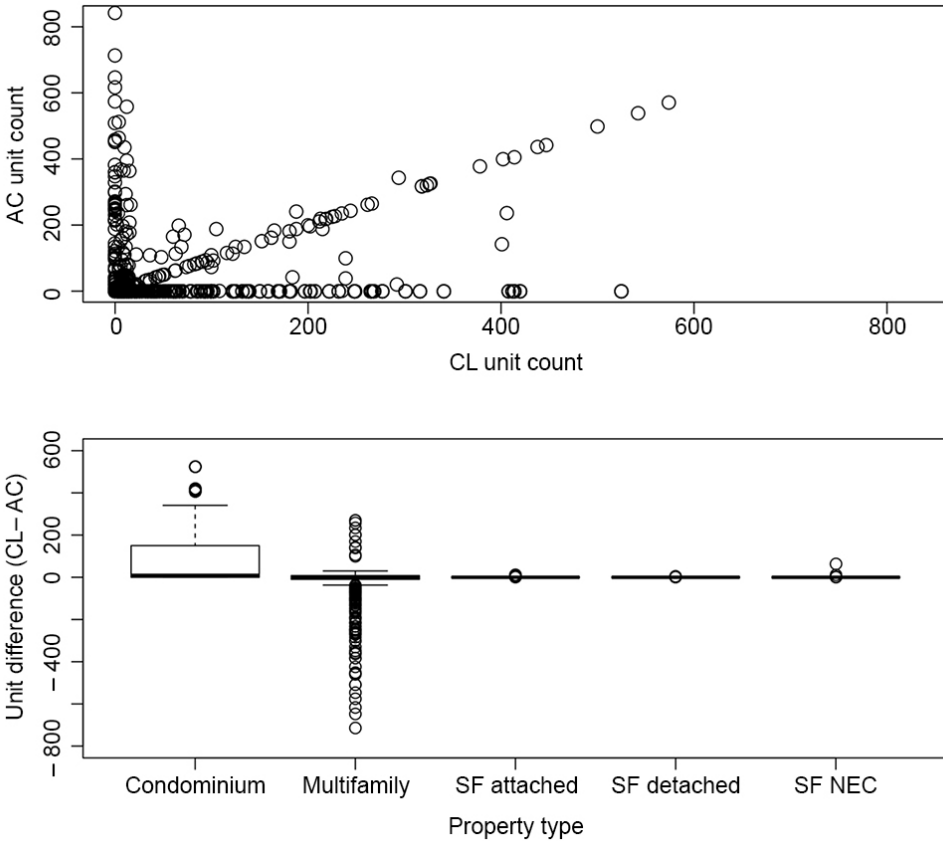 AC unit count
800
600
400
200
0
0 200 400 600 800
CL unit count
Unit difference (CL– AC)
600
200
0
– 400
– 800
Condominium Multifamily SF attached SF detached SF NEC
Property type